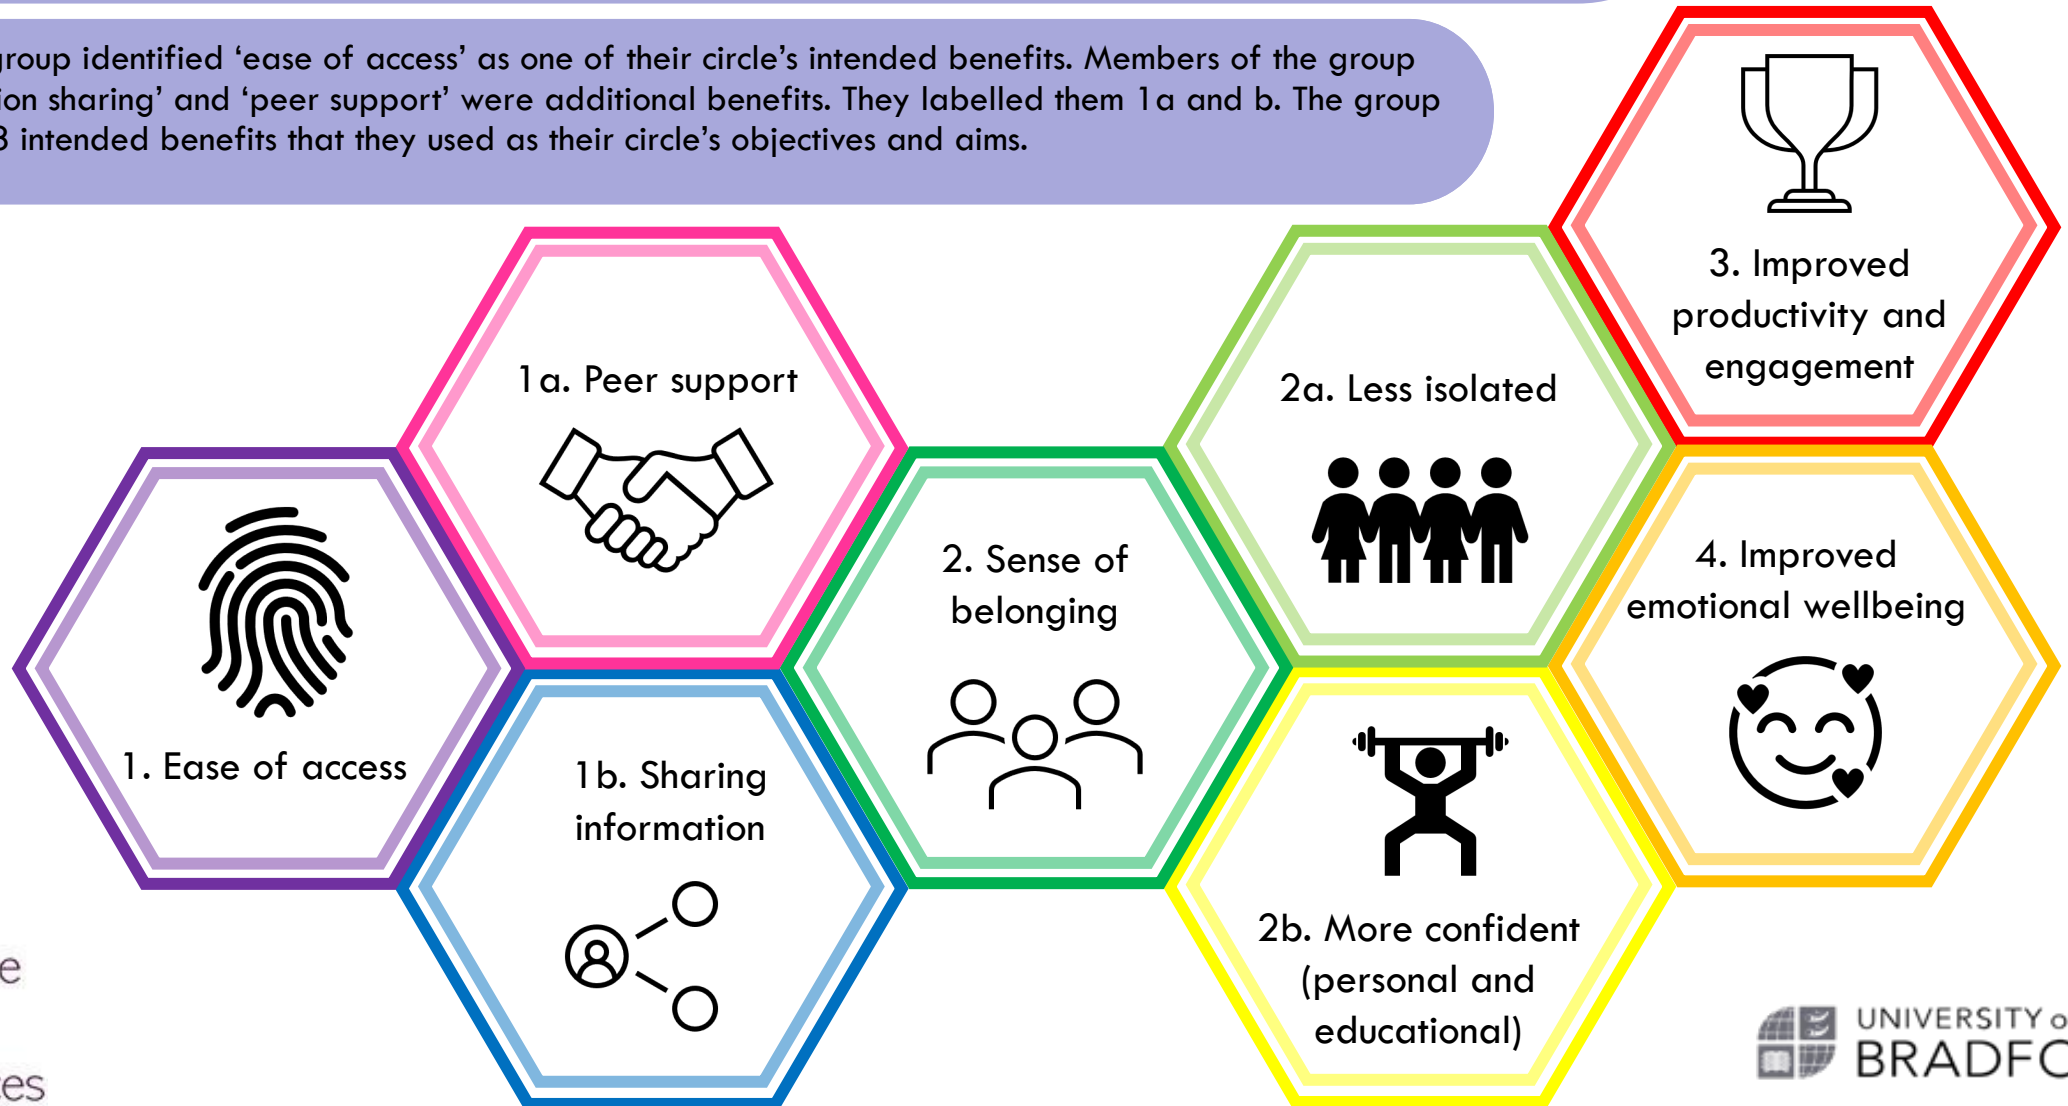 group identified ‘ease of access’ as one of their circle’s intended benefits. Members of the group
ion sharing’ and ‘peer support’ were additional benefits. They labelled them 1a and b. The group
intended benefits that they used as their circle’s objectives and aims.
3. Improved
productivity and
engagement
1a. Peer support
2a. Less isolated
2. Sense of
belonging
4. Improved
emotional wellbeing
1. Ease of access
1b. Sharing
information
2b. More confident
(personal and
educational)
e
es
UNIVERSITY o
BRADFO